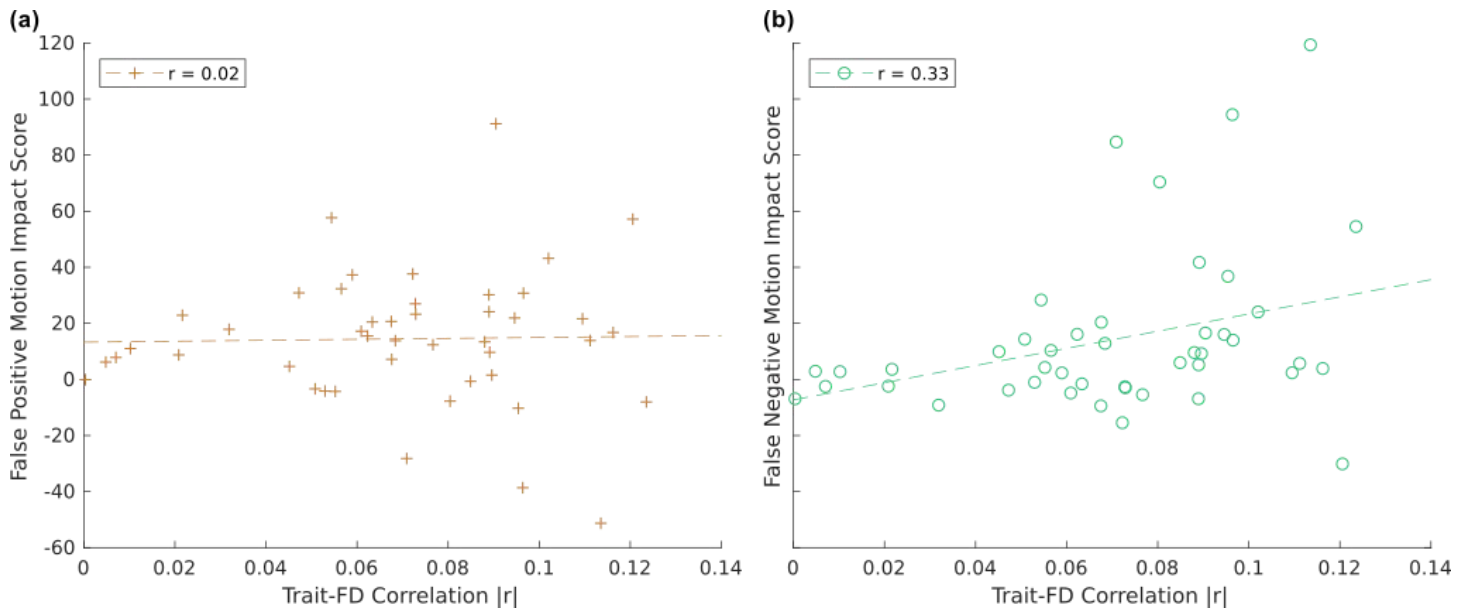 (a)
False Positive Motion Impact Score
120
100
80
60
40
20
0
-20
-40
-60
r = 0.02
0 0.02 0.04 0.06 0.08 0.1 0.12 0.14
Trait-FD Correlation |r|
(b)
False Negative Motion Impact Score
r = 0.33
0 0.02 0.04 0.06 0.08 0.1 0.12 0.14
Trait-FD Correlation |r|